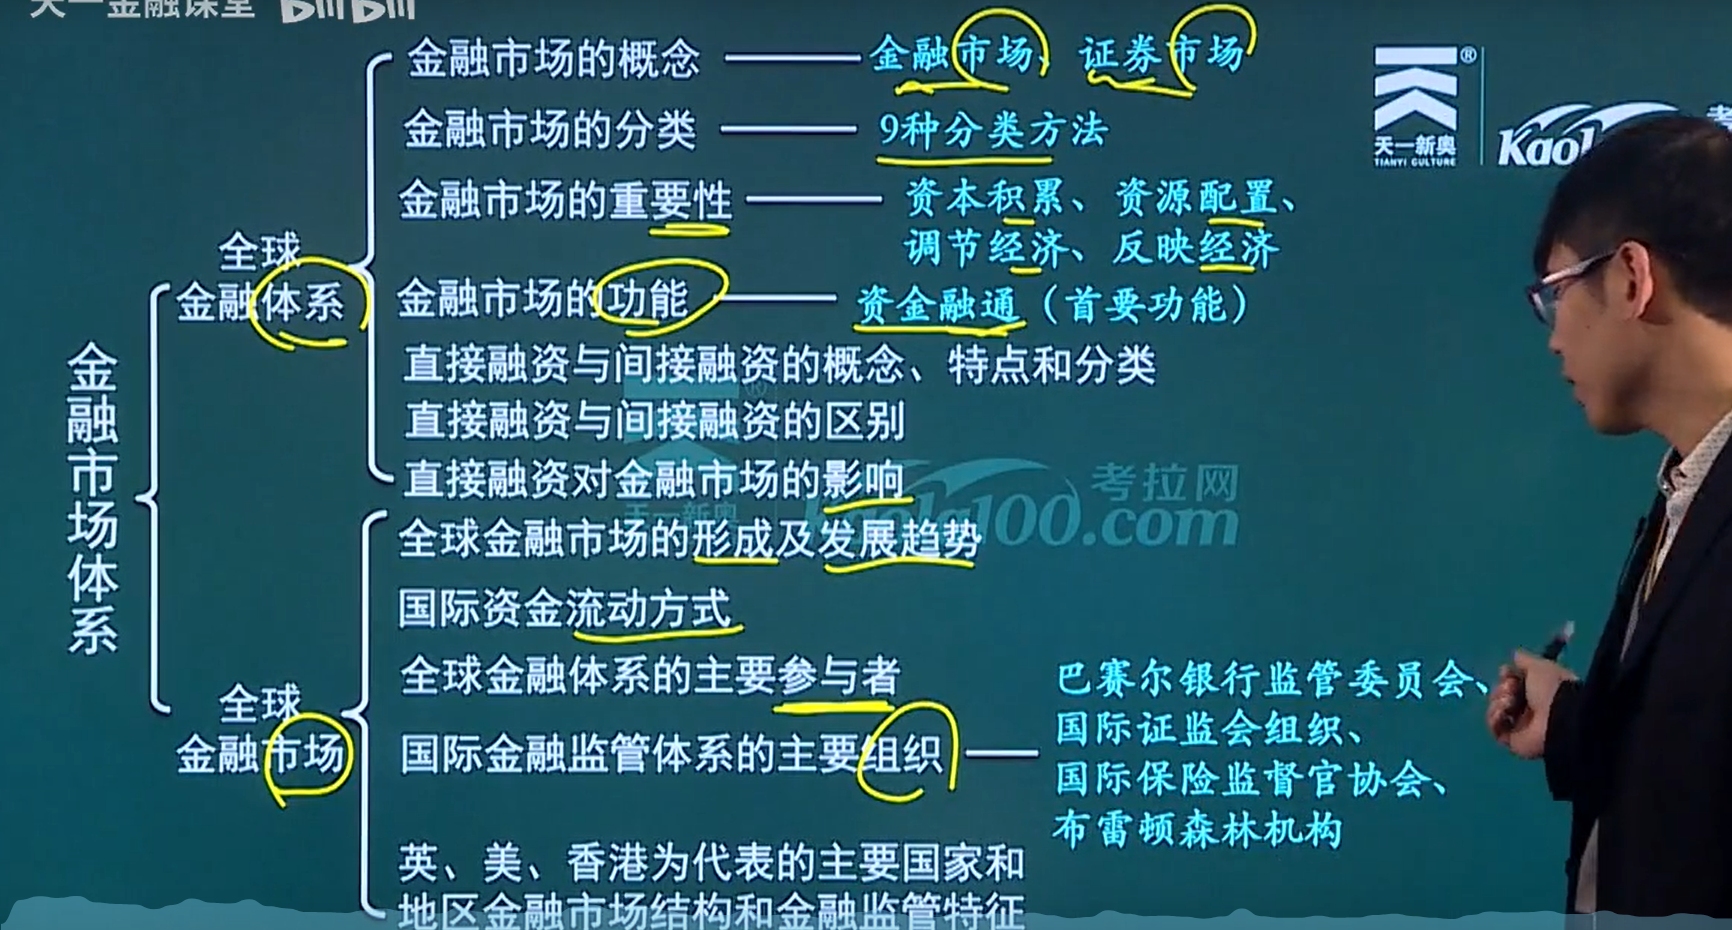 天一金融课堂 bilibili
金融市场的概念 金融市场、证券市场
天一新奥
TIANYI CULTURE
Kaol
金融市场的分类 9种分类方法
金融市场的重要性 资本积累、资源配置、
调节经济、反映经济
全球
金融体系
金融市场的功能 资金融通（首要功能）
直接融资与间接融资的概念、特点和分类
直接融资与间接融资的区别
直接融资对金融市场的影响
金融市场体系
考拉网
kaola100.com
天一新奥
全球金融市场的形成及发展趋势
国际资金流动方式
全球金融体系的主要参与者
全球
金融市场
国际金融监管体系的主要组织
巴赛尔银行监管委员会、
国际证监会组织、
国际保险监督官协会、
布雷顿森林机构
英、美、香港为代表的主要国家和
地区金融市场结构和金融监管特征